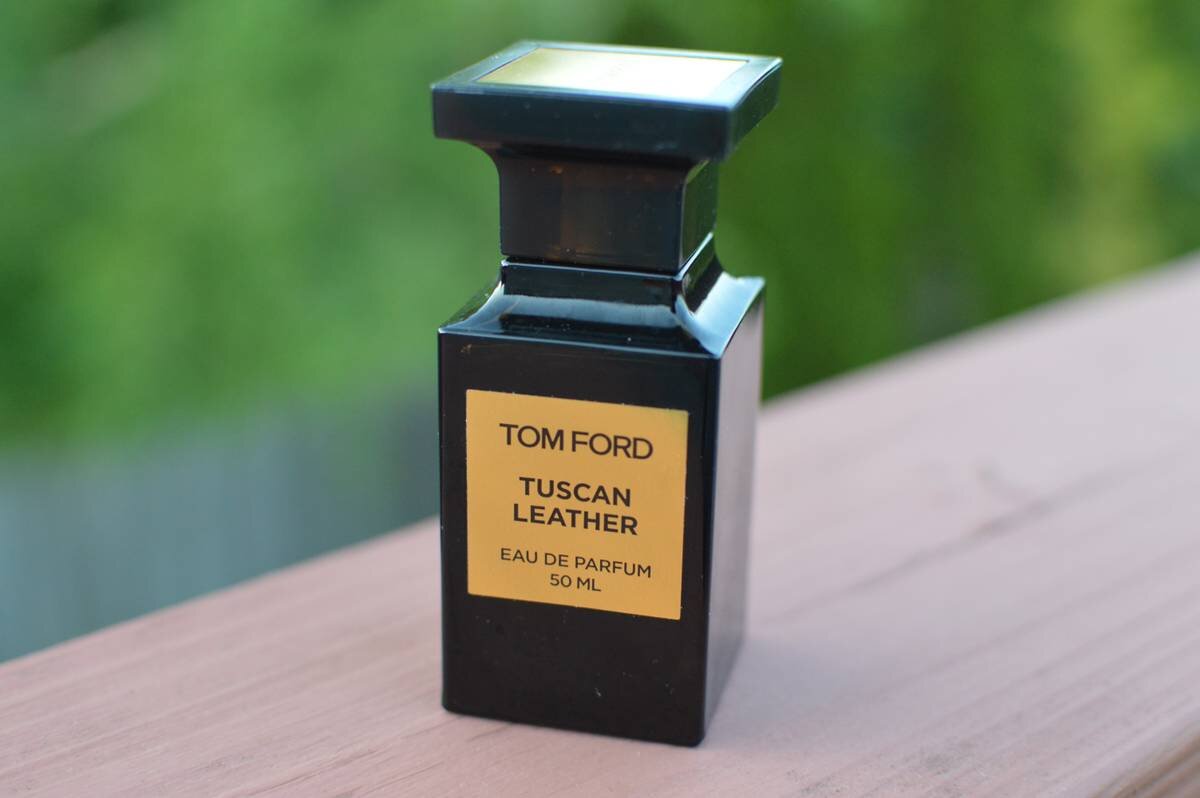 TOM FORD
TUSCAN
LEATHER
EAU DE PARFUM
50 ML